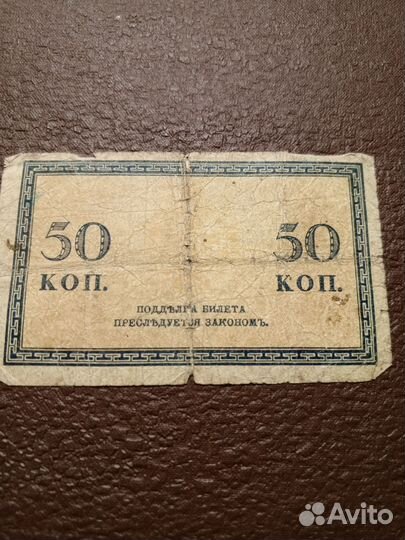 50 50
КОП. КОП.
ПОДДѢЛКА БИЛЕТА
ПРЕСЛѢДУЕТСЯ ЗАКОНОМЪ.
Avito